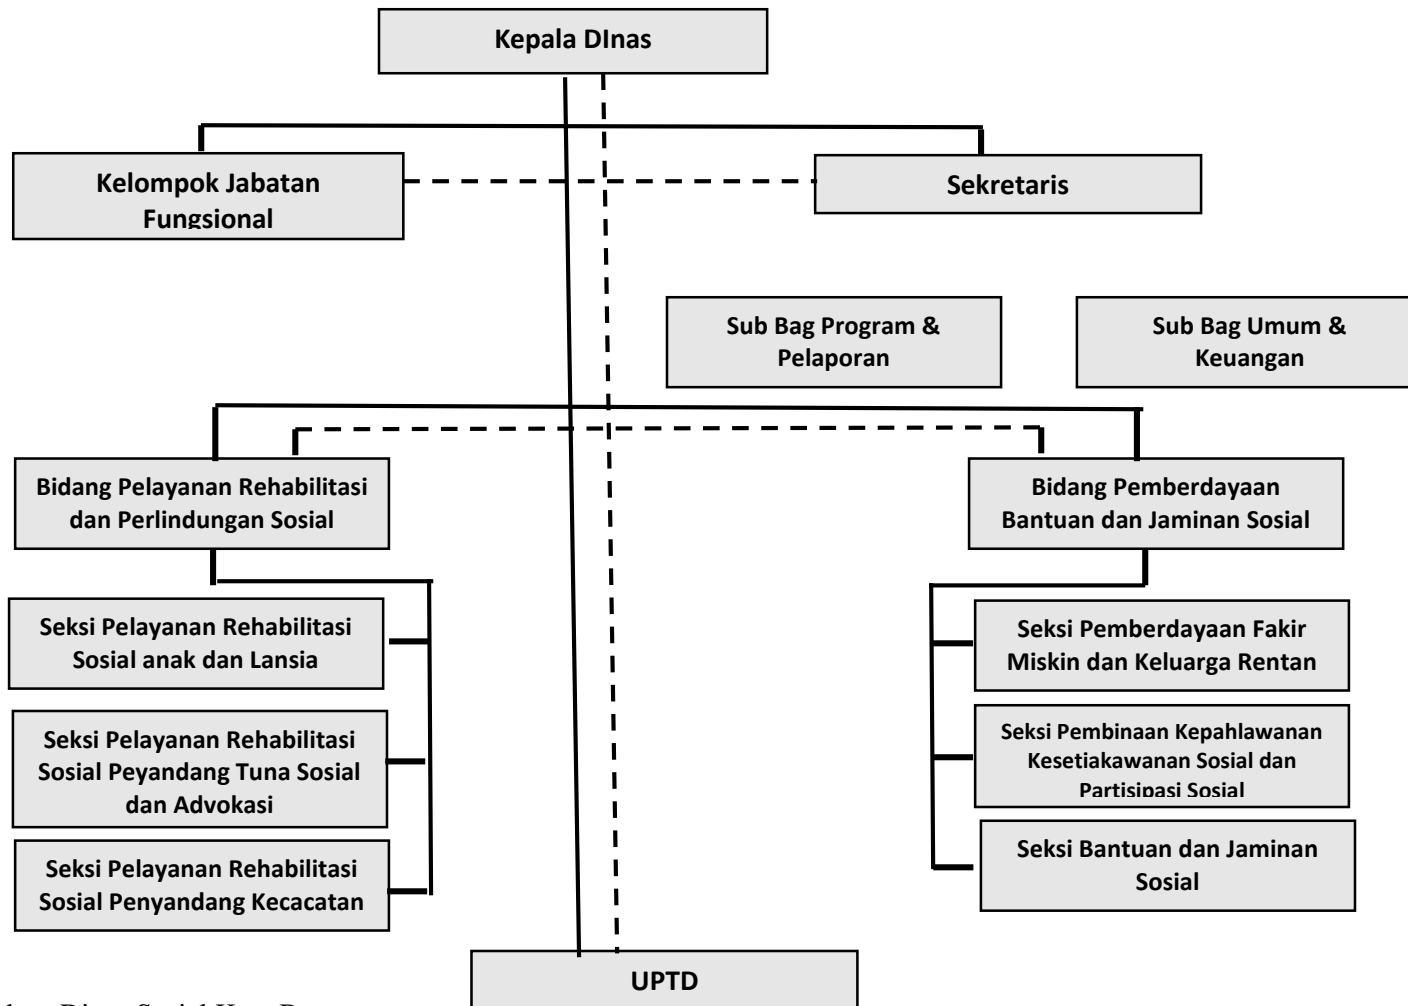 Kepala DInas
Kelompok Jabatan
Fungsional
Sekretaris
Sub Bag Program &
Pelaporan
Sub Bag Umum &
Keuangan
Bidang Pelayanan Rehabilitasi
dan Perlindungan Sosial
Bidang Pemberdayaan
Bantuan dan Jaminan Sosial
Seksi Pelayanan Rehabilitasi
Sosial anak dan Lansia
Seksi Pelayanan Rehabilitasi
Sosial Peyandang Tuna Sosial
dan Advokasi
Seksi Pelayanan Rehabilitasi
Sosial Penyandang Kecacatan
Seksi Pemberdayaan Fakir
Miskin dan Keluarga Rentan
Seksi Pembinaan Kepahlawanan
Kesetiakawanan Sosial dan
Partisipasi Sosial
Seksi Bantuan dan Jaminan
Sosial
UPTD